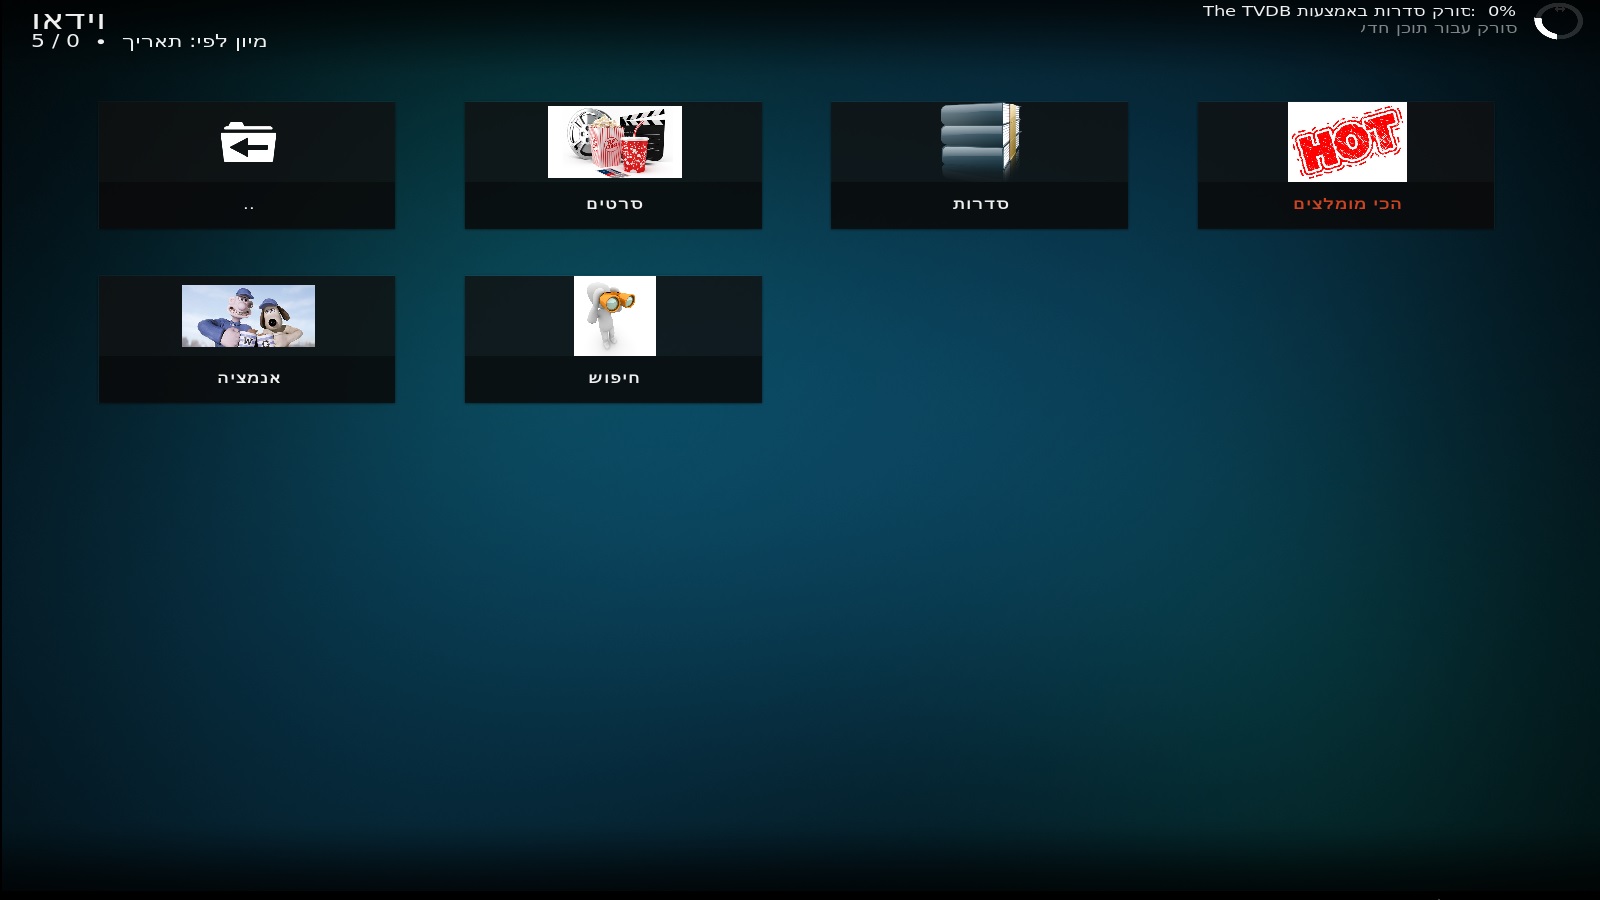 וידאו
מיון לפי: תאריך • 5 / 0
סורק סדרות באמצעות The TVDB: 0%
סורק עבור תוכן חדי
..
סרטים
סדרות
HOT
הכי מומלצים
אנמציה
חיפוש